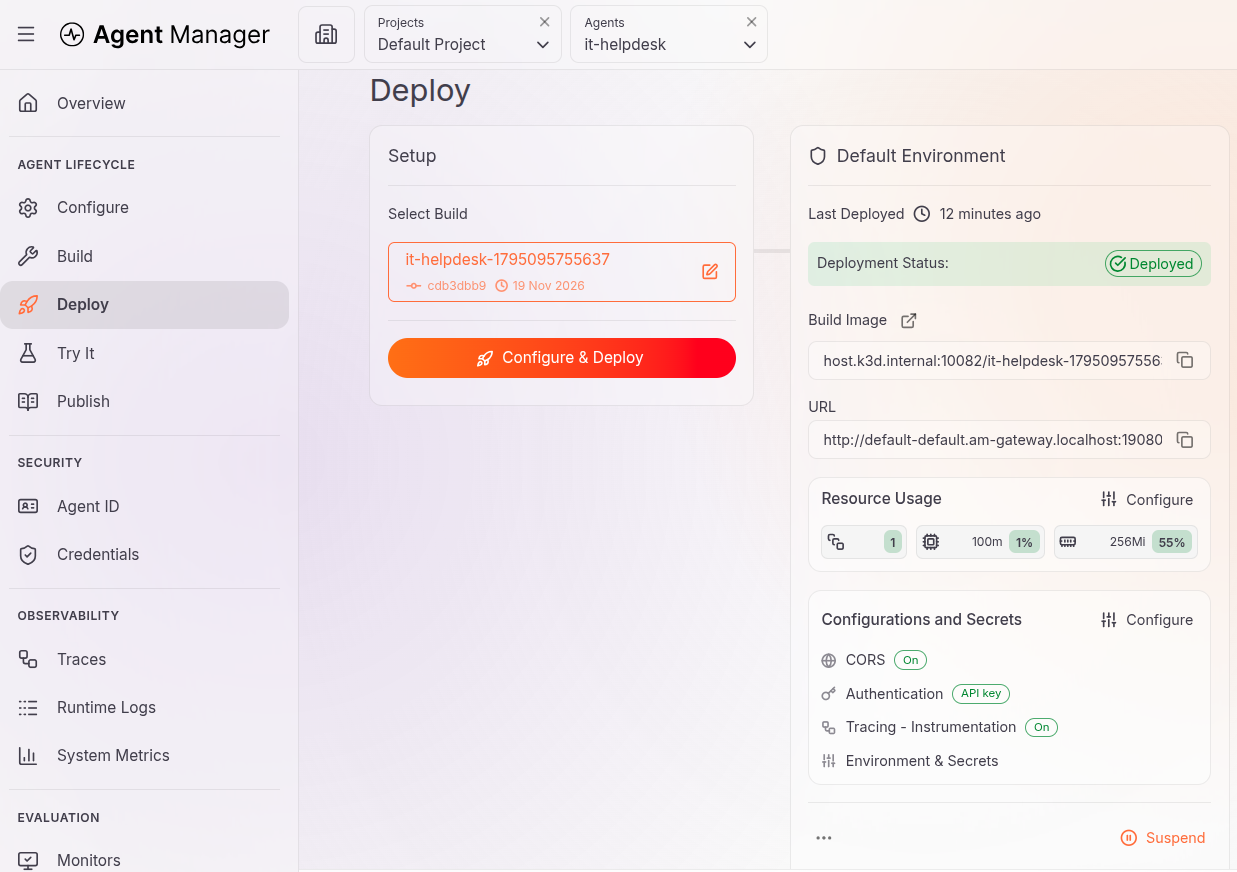 Agent Manager
Projects
Default Project
Agents
it-helpdesk
Overview
AGENT LIFECYCLE
Configure
Build
Deploy
Try It
Publish
SECURITY
Agent ID
Credentials
OBSERVABILITY
Traces
Runtime Logs
System Metrics
EVALUATION
Monitors
Deploy
Setup
Select Build
it-helpdesk-1795095755637
cdb3dbb9 19 Nov 2026
Configure & Deploy
Default Environment
Last Deployed 12 minutes ago
Deployment Status: Deployed
Build Image
host.k3d.internal:10082/it-helpdesk-17950957556
URL
http://default-default.am-gateway.localhost:19080
Resource Usage Configure
1 100m 1% 256Mi 55%
Configurations and Secrets Configure
CORS On
Authentication API key
Tracing - Instrumentation On
Environment & Secrets
Suspend